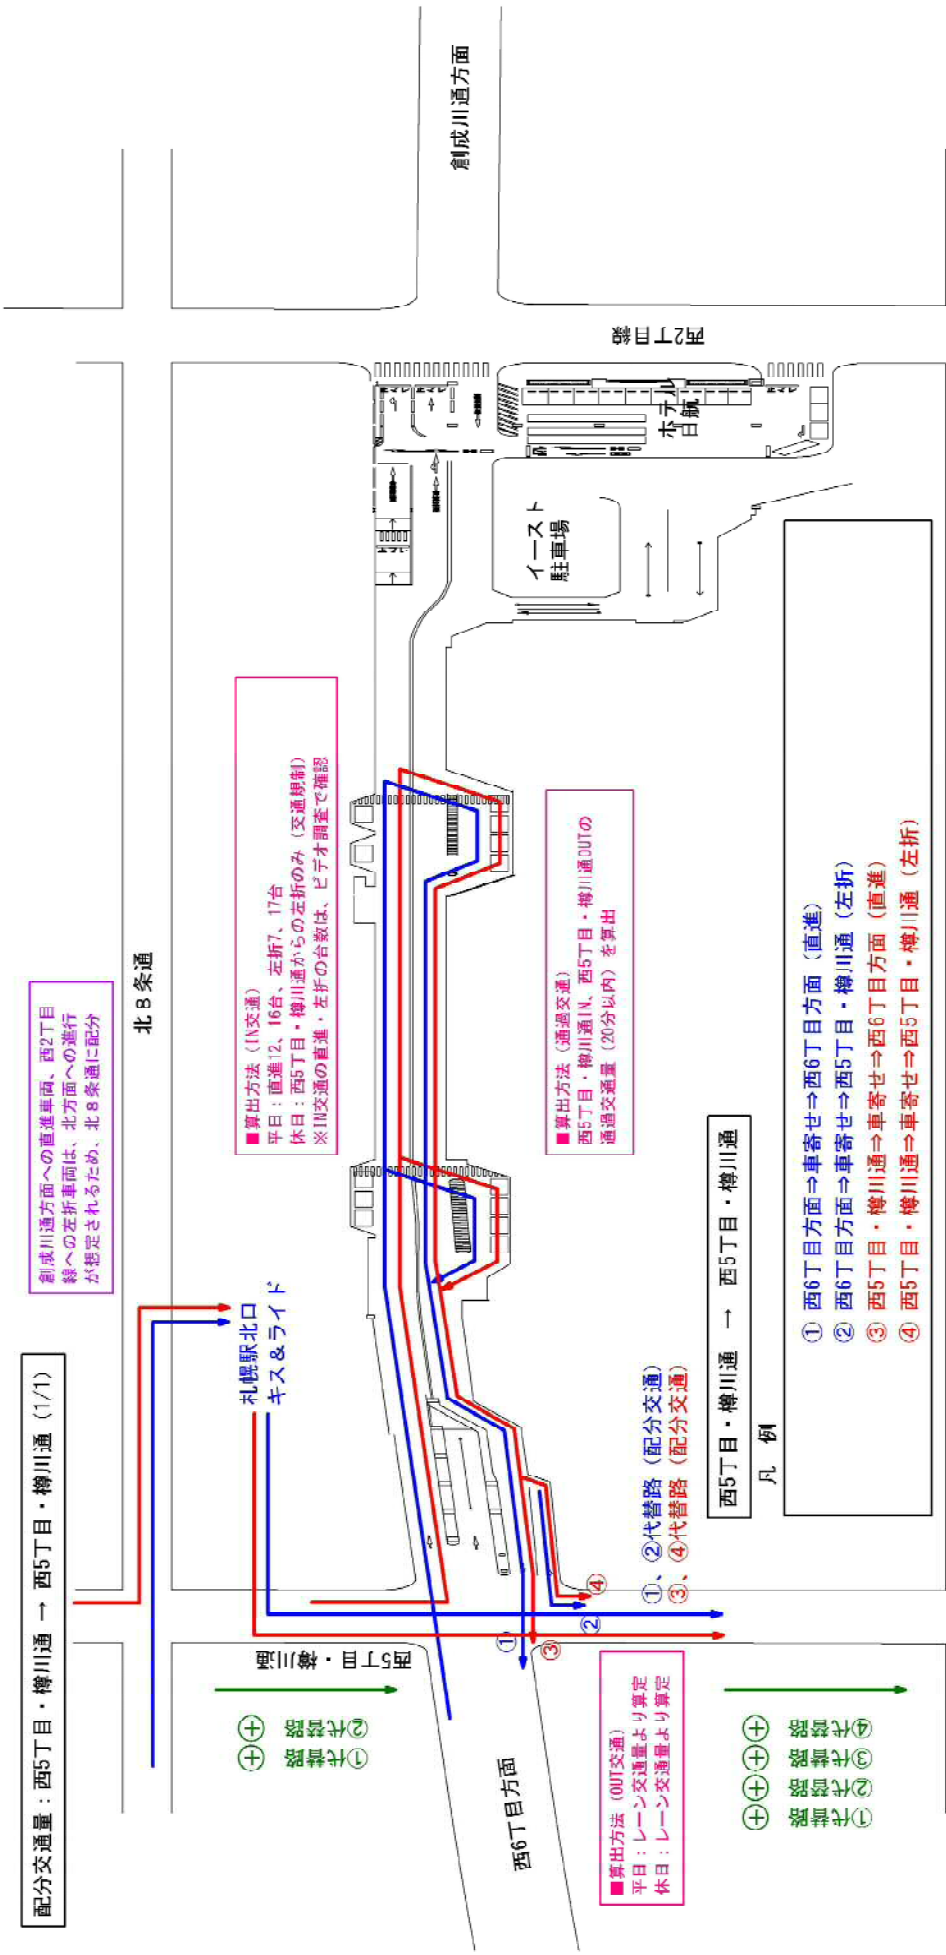 配分交通量：西5丁目・樽川通 → 西5丁目・樽川通 (1/1)
創成川通方面への直進車両、西2丁目
線への左折車両は、北方面への進行
が想定されるため、北8条通に配分
北8条通
札幌駅北口
キス&ライド
■算出方法 (IN交通)
平日：直進12、16台、左折7、17台
休日：西5丁目・樽川通からの左折のみ (交通規制)
※IN交通の直進・左折の台数は、ビデオ調査で確認
創成川通方面
西2丁目線
ホテル
日航
イースト
駐車場
■算出方法 (通過交通)
西5丁目・樽川通IN、西5丁目・樽川通OUTの
通過交通量 (20分以内) を算出
西5丁目・樽川通
①代替路
②代替路
西6丁目方面
①
③
②
④
①、②代替路 (配分交通)
③、④代替路 (配分交通)
■算出方法 (OUT交通)
平日：レーン交通量より算定
休日：レーン交通量より算定
①代替路
②代替路
③代替路
④代替路
西5丁目・樽川通 → 西5丁目・樽川通
凡 例
① 西6丁目方面⇒車寄せ⇒西6丁目方面 (直進)
② 西6丁目方面⇒車寄せ⇒西5丁目・樽川通 (左折)
③ 西5丁目・樽川通⇒車寄せ⇒西6丁目方面 (直進)
④ 西5丁目・樽川通⇒車寄せ⇒西5丁目・樽川通 (左折)